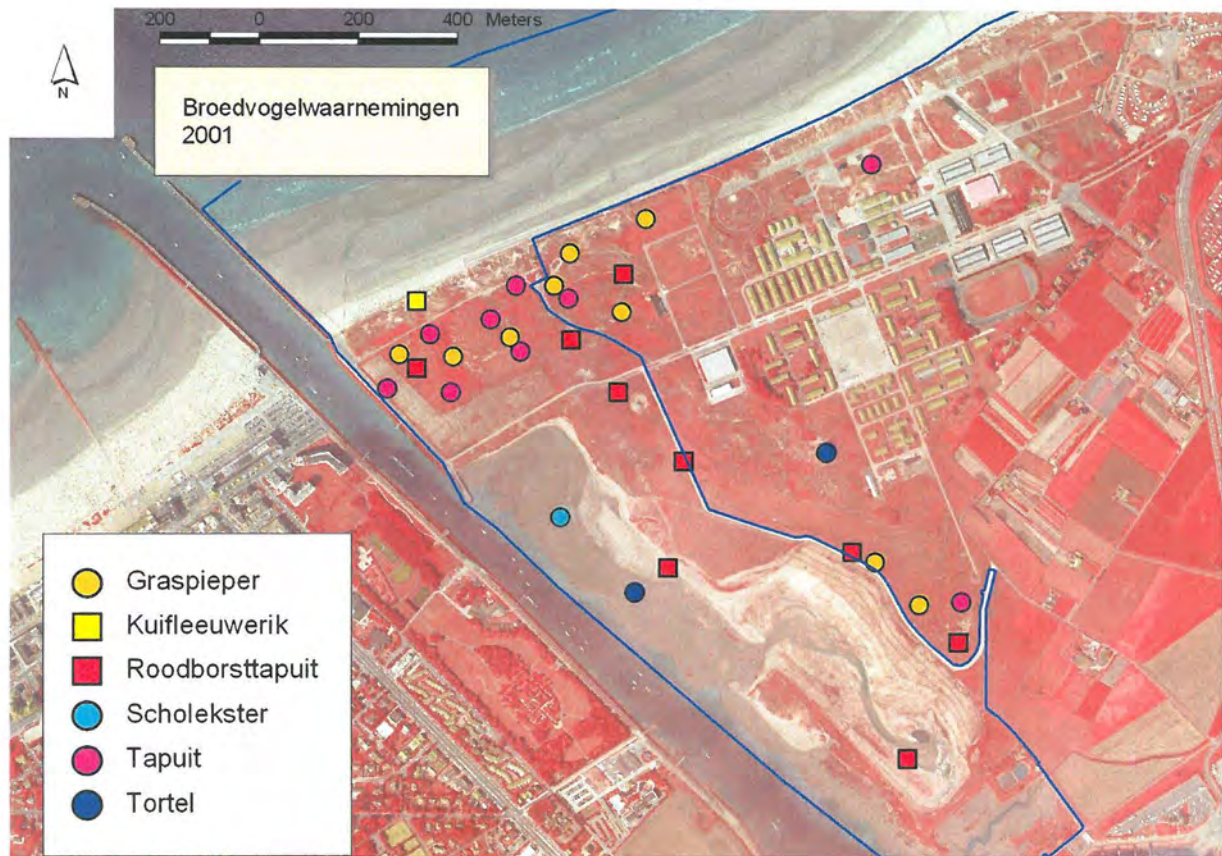 200 0 200 400 Meters
N
Broedvogelwaarnemingen
2001
Graspieper
Kuifleeuwerik
Roodborsttapuit
Scholekster
Tapuit
Tortel